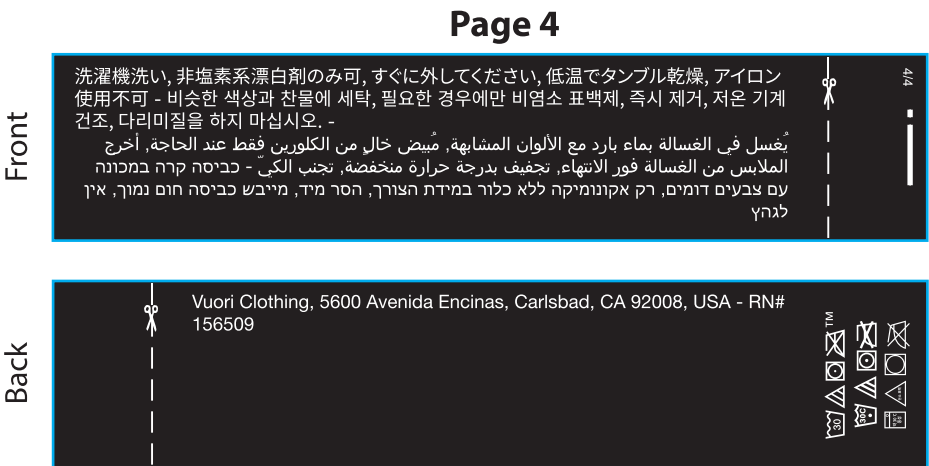 Page 4
Front
洗濯機洗い, 非塩素系漂白剤のみ可, すぐに外してください, 低温でタンブル乾燥, アイロン
使用不可 - 비슷한 색상과 찬물에 세탁, 필요한 경우에만 비염소 표백제, 즉시 제거, 저온 기계
건조, 다리미질을 하지 마십시오. -
يُغسل في الغسالة بماء بارد مع الألوان المشابهة, مُبيض خالٍ من الكلورين فقط عند الحاجة, أخرج
الملابس من الغسالة فور الانتهاء, تجفيف بدرجة حرارة منخفضة, تجنب الكيّ - כביסה קרה במכונה
עם צבעים דומים, רק אקונומיקה ללא כלור במידת הצורך, הסר מיד, מייבש כביסה חום נמוך, אין
לגהץ
4/4
Back
Vuori Clothing, 5600 Avenida Encinas, Carlsbad, CA 92008, USA - RN#
156509
TM
30
30C